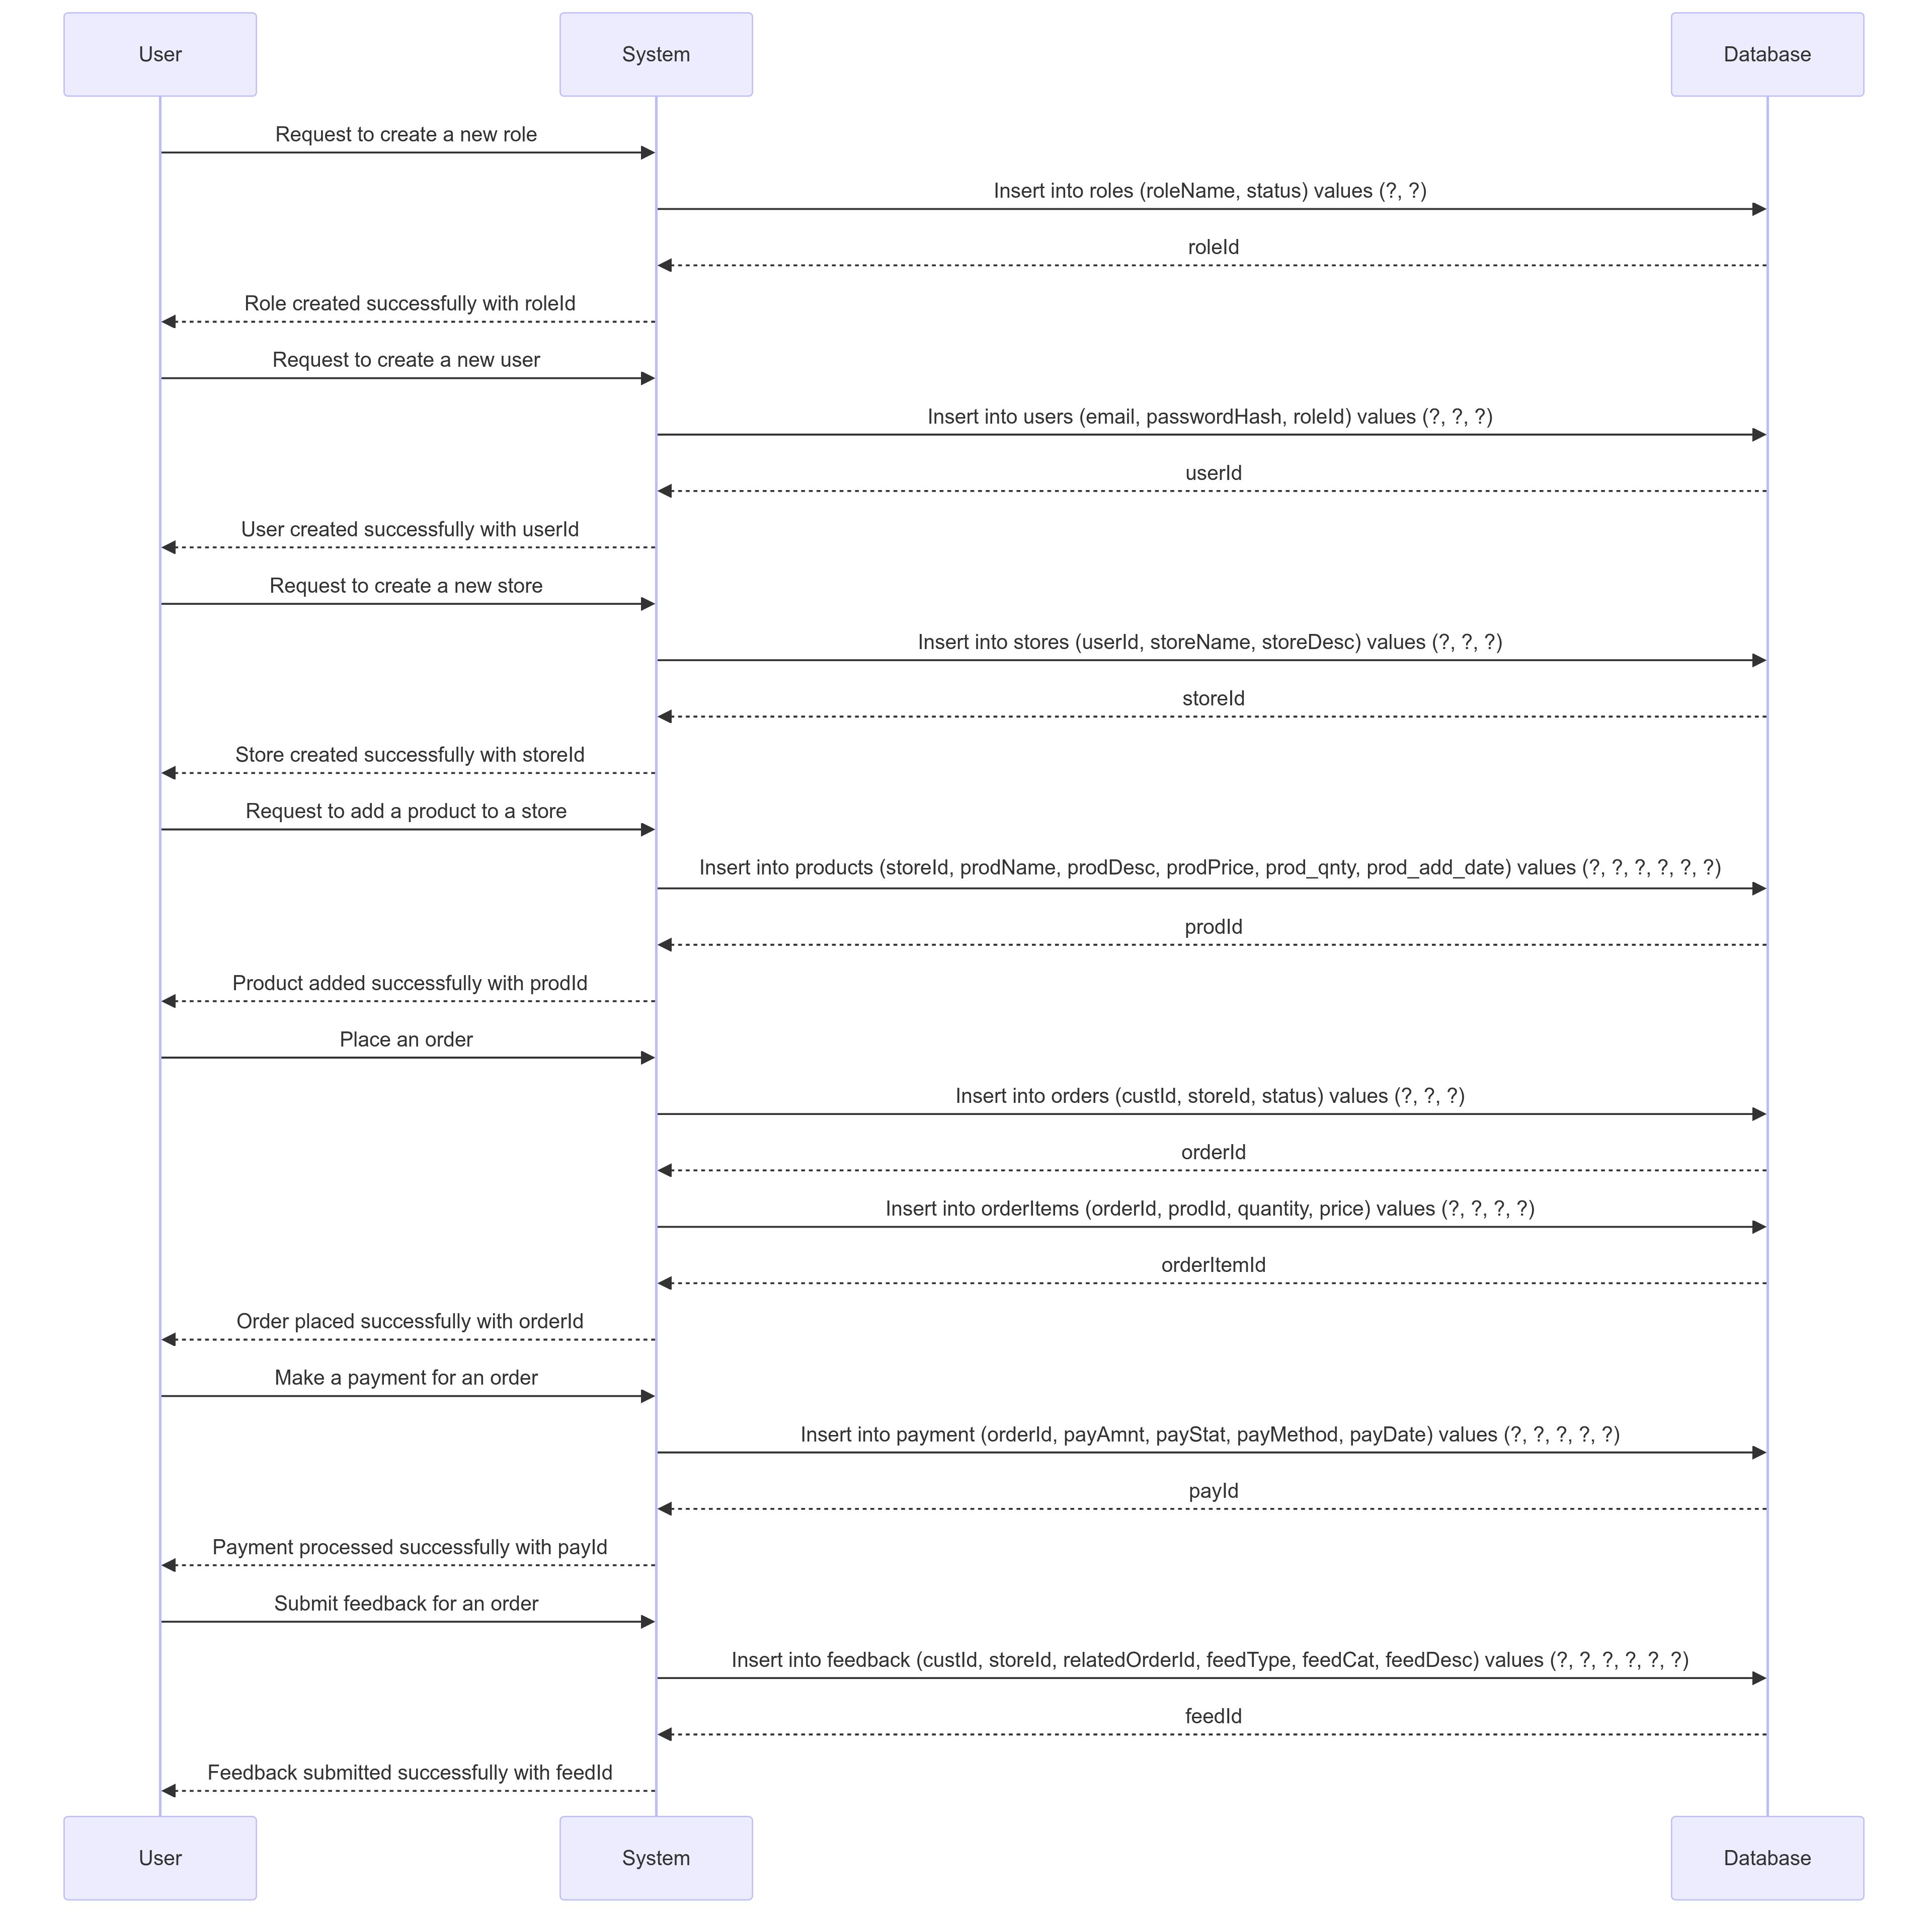 User
System
Database
Request to create a new role
Insert into roles (roleName, status) values (?, ?)
roleId
Role created successfully with roleId
Request to create a new user
Insert into users (email, passwordHash, roleId) values (?, ?, ?)
userId
User created successfully with userId
Request to create a new store
Insert into stores (userId, storeName, storeDesc) values (?, ?, ?)
storeId
Store created successfully with storeId
Request to add a product to a store
Insert into products (storeId, prodName, prodDesc, prodPrice, prod_qnty, prod_add_date) values (?, ?, ?, ?, ?, ?)
prodId
Product added successfully with prodId
Place an order
Insert into orders (custId, storeId, status) values (?, ?, ?)
orderId
Insert into orderItems (orderId, prodId, quantity, price) values (?, ?, ?, ?)
orderItemId
Order placed successfully with orderId
Make a payment for an order
Insert into payment (orderId, payAmnt, payStat, payMethod, payDate) values (?, ?, ?, ?, ?)
payId
Payment processed successfully with payId
Submit feedback for an order
Insert into feedback (custId, storeId, relatedOrderId, feedType, feedCat, feedDesc) values (?, ?, ?, ?, ?, ?)
feedId
Feedback submitted successfully with feedId
User
System
Database